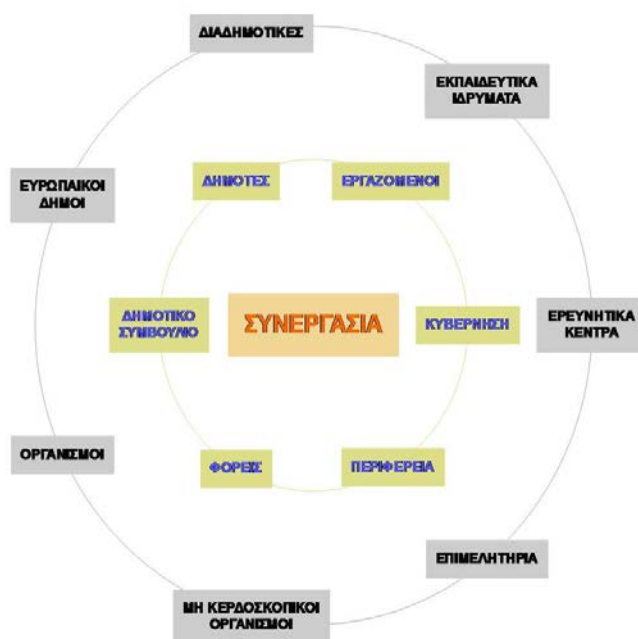 ΔΙΑΔΗΜΟΤΙΚΕΣ
ΕΚΠΑΙΔΕΥΤΙΚΑ
ΙΔΡΥΜΑΤΑ
ΕΥΡΩΠΑΙΚΟΙ
ΔΗΜΟΙ
ΔΗΜΟΤΕΣ
ΕΡΓΑΖΟΜΕΝΟΙ
ΔΗΜΟΤΙΚΟ
ΣΥΜΒΟΥΛΙΟ
ΣΥΝΕΡΓΑΣΙΑ
ΚΥΒΕΡΝΗΣΗ
ΕΡΕΥΝΗΤΙΚΑ
ΚΕΝΤΡΑ
ΟΡΓΑΝΙΣΜΟΙ
ΦΟΡΕΙΣ
ΠΕΡΙΦΕΡΕΙΑ
ΕΠΙΜΕΛΗΤΗΡΙΑ
ΜΗ ΚΕΡΔΟΣΚΟΠΙΚΟΙ
ΟΡΓΑΝΙΣΜΟΙ